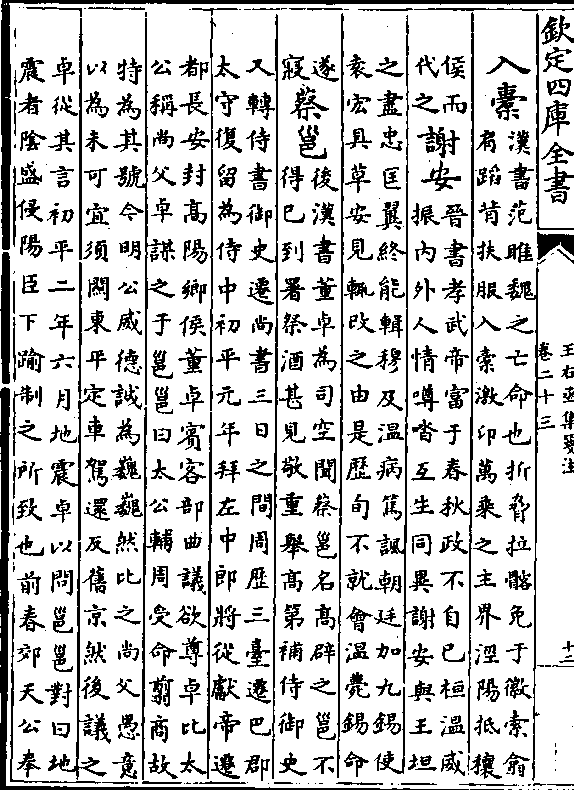 欽定四庫全書
王右丞集箋注
卷二十三
十二
入橐
漢書范雎魏之亡命也折脅拉髂免于徽索翕
肩蹈背扶服入橐激卬萬乘之主界涇陽抵穰
侯而
代之
謝安
晉書孝武帝富于春秋政不自己桓温威
振内外人情噂沓互生同異謝安與王坦
之盡忠匡翼終能輯穆及温病篤諷朝廷加九錫使
袁宏具草安見輒改之由是歴旬不就會温薨錫命
遂
寢
蔡邕
後漢書董卓為司空聞蔡邕名高辟之邕不
得已到署祭酒甚見敬重舉高第補侍御史
又轉侍書御史遷尚書三日之間周歴三臺遷巴郡
太守復留為侍中初平元年拜左中郎將從獻帝遷
都長安封高陽鄉侯董卓賓客部曲議欲尊卓比太
公稱尚父卓謀之于邕邕曰太公輔周受命翦商故
特為其號今明公威德誠為巍巍然比之尚父愚意
以為未可宜須關東平定車駕還反舊京然後議之
卓從其言初平二年六月地震卓以問邕邕對曰地
震者陰盛侵陽臣下踰制之所致也前春郊天公奉